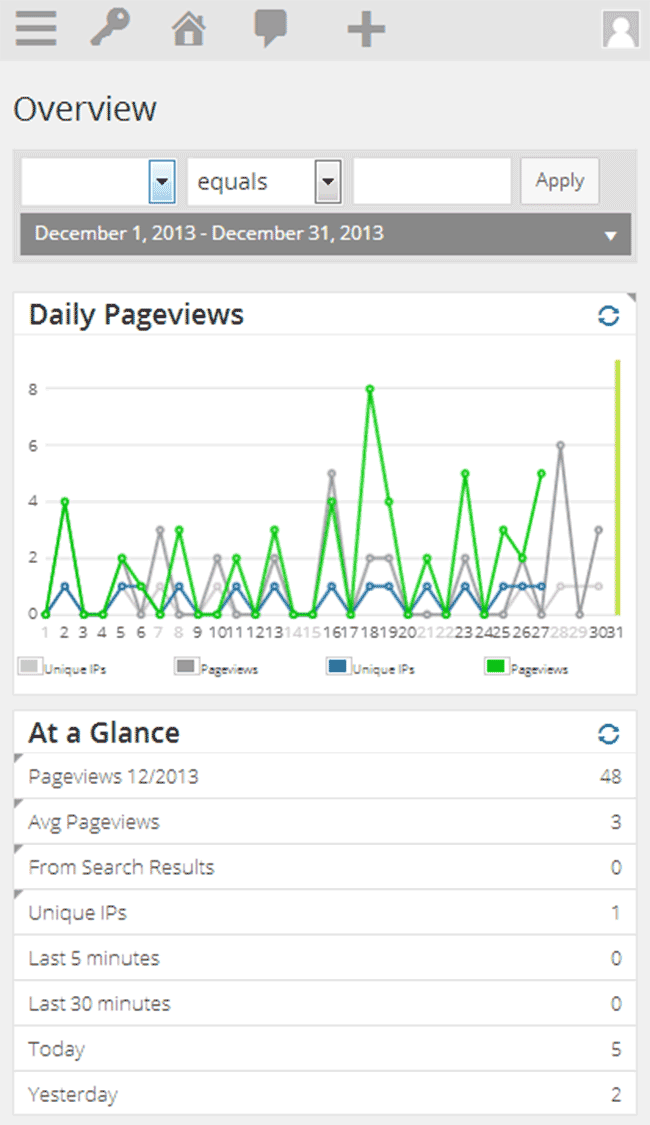 Overview
equals Apply
December 1, 2013 - December 31, 2013
Daily Pageviews
8
6
4
2
0
1 2 3 4 5 6 7 8 9 10 11 12 13 14 15 16 17 18 19 20 21 22 23 24 25 26 27 28 29 30 31
Unique IPs Pageviews Unique IPs Pageviews
At a Glance
Pageviews 12/2013 48
Avg Pageviews 3
From Search Results 0
Unique IPs 1
Last 5 minutes 0
Last 30 minutes 0
Today 5
Yesterday 2